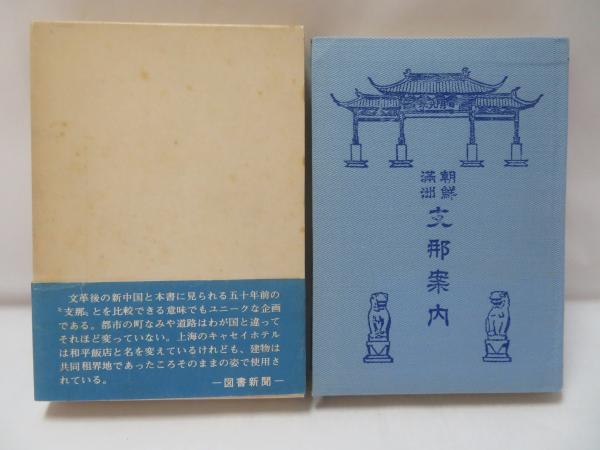 文革後の新中国と本書に見られる五十年前の
〝支那〟とを比較できる意味でもユニークな企画
である。都市の町なみや道路はわが国と違って
それほど変っていない。上海のキャセイホテル
は和平飯店と名を変えているけれども、建物は
共同租界地であったころそのままの姿で使用さ
れている。
―図書新聞―
朝鮮
満洲
支那案内